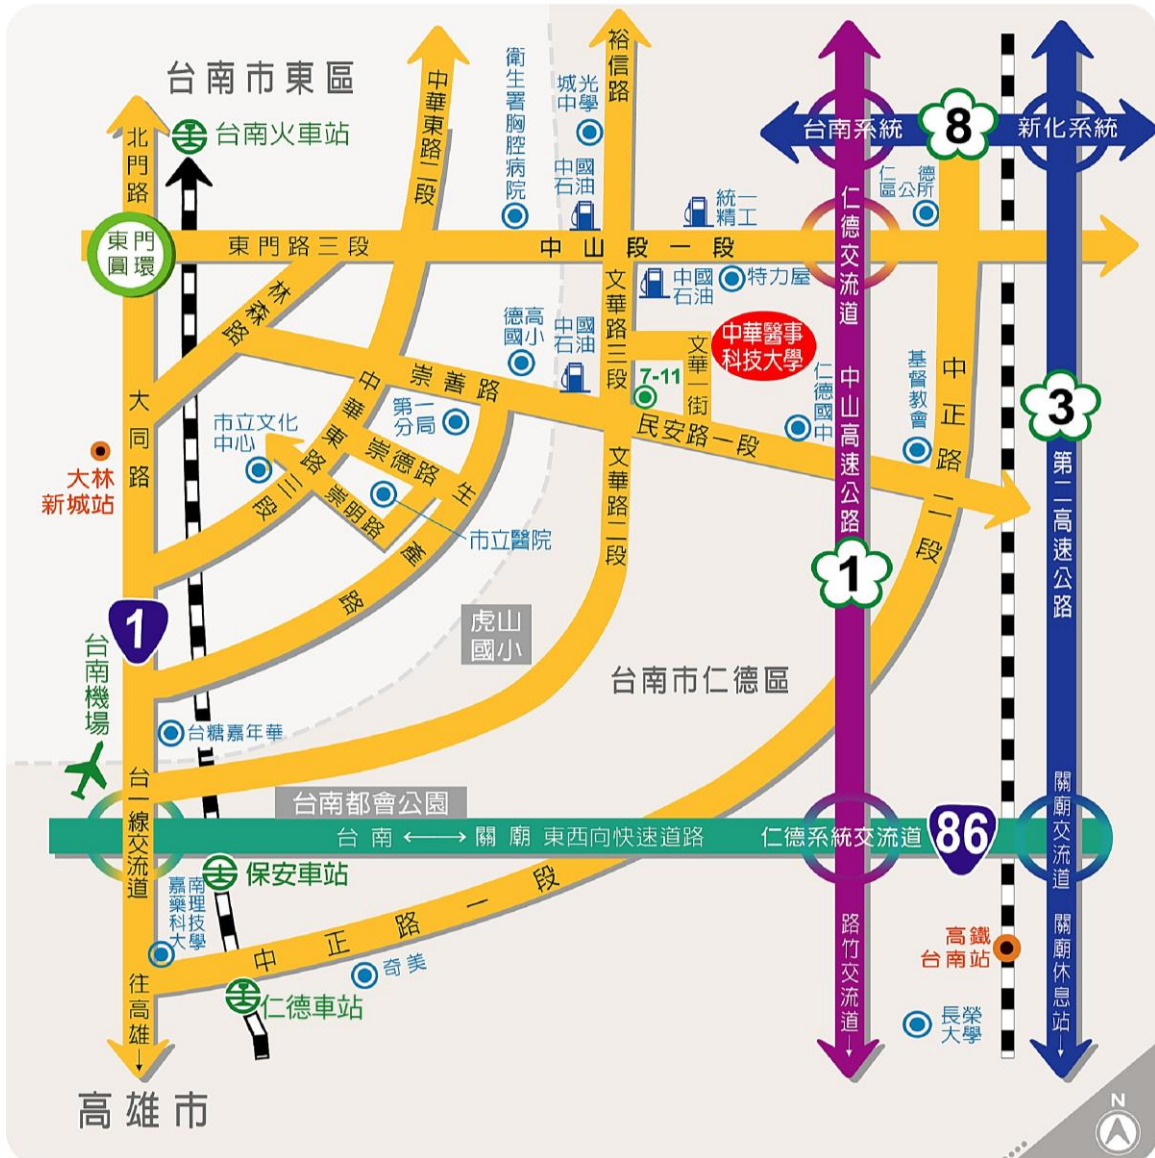 台南市東區
北門路
台南火車站
中華東路二段
衛生署胸腔病院
城光
中學
裕信路
中國
石油
統一
精工
台南系統
8
新化系統
仁德
區公所
仁德交流道
東門
圓環
東門路三段
中山段一段
中國
石油
特力屋
林森路
德高
國小
中國
石油
文華路三段
文華一街
中華醫事
科技大學
7-11
仁德
國中
中山高速公路
基督教會
中正路二段
3
第二高速公路
大同路
中華東路三段
崇善路
第一
分局
民安路一段
市立文化
中心
崇德路
崇明路
市立醫院
生產路
文華路二段
大林
新城站
1
1
台南機場
虎山
國小
台南市仁德區
台糖嘉年華
台一線交流道
台南都會公園
台南 ←→ 關廟 東西向快速道路
仁德系統交流道
86
關廟交流道
保安車站
嘉南
藥理
科技
大學
中正路一段
奇美
仁德車站
往高雄↓
路竹交流道↓
高鐵
台南站
關廟休息站↓
長榮
大學
高雄市
N